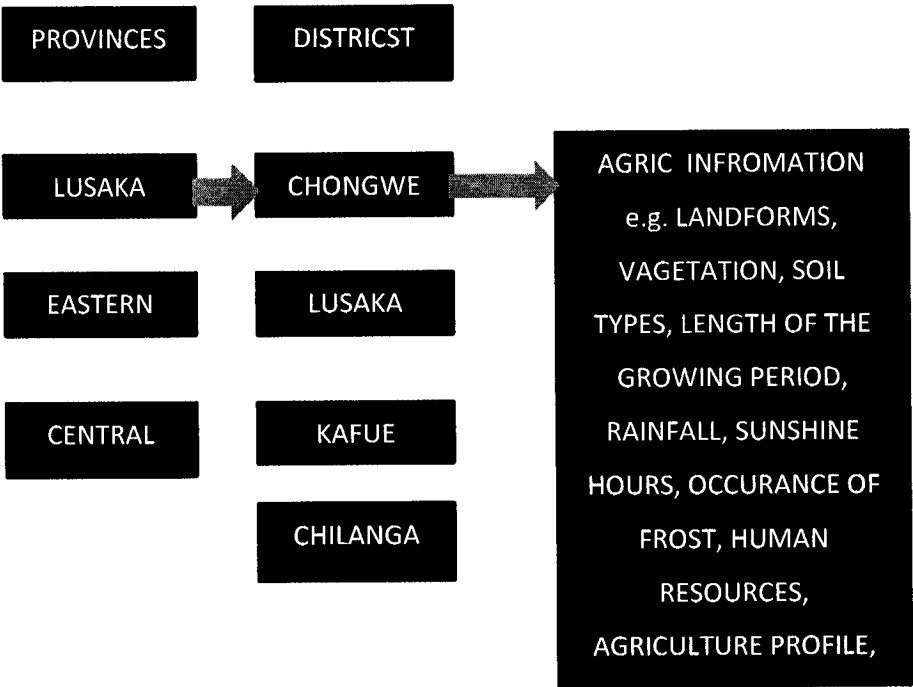 PROVINCES
DISTRICST
LUSAKA
CHONGWE
EASTERN
LUSAKA
CENTRAL
KAFUE
CHILANGA
AGRIC INFROMATION
e.g. LANDFORMS,
VAGETATION, SOIL
TYPES, LENGTH OF THE
GROWING PERIOD,
RAINFALL, SUNSHINE
HOURS, OCCURANCE OF
FROST, HUMAN
RESOURCES,
AGRICULTURE PROFILE,